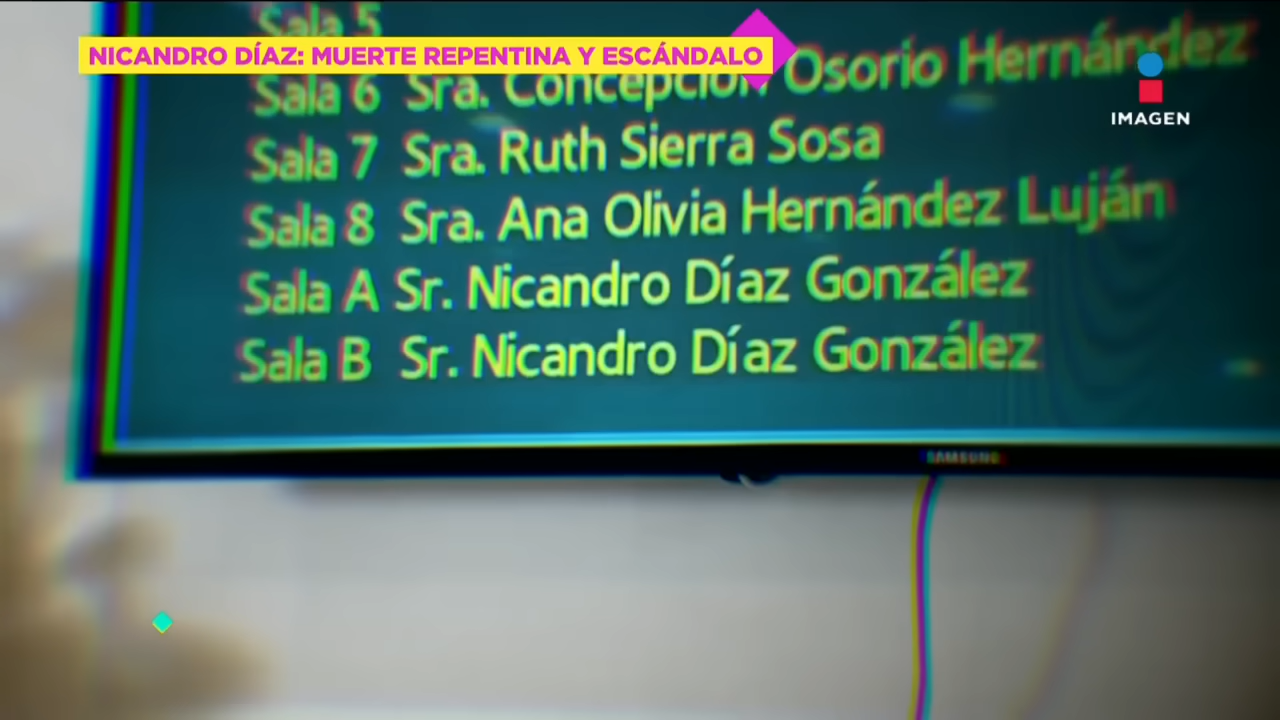 Sala 5
NICANDRO DÍAZ: MUERTE REPENTINA Y ESCÁNDALO
Sala 6 Sra. Concepción Osorio Hernández
IMAGEN
Sala 7 Sra. Ruth Sierra Sosa
Sala 8 Sra. Ana Olivia Hernández Luján
Sala A Sr. Nicandro Díaz González
Sala B Sr. Nicandro Díaz González
SAMSUNG